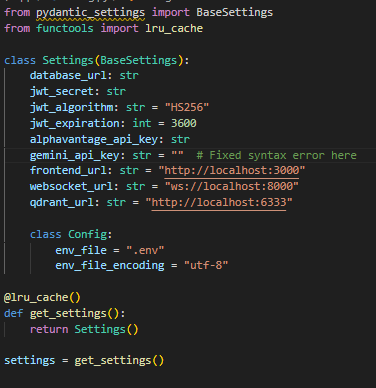 from pydantic_settings import BaseSettings
from functools import lru_cache

class Settings(BaseSettings):
    database_url: str
    jwt_secret: str
    jwt_algorithm: str = "HS256"
    jwt_expiration: int = 3600
    alphavantage_api_key: str
    gemini_api_key: str = ""  # Fixed syntax error here
    frontend_url: str = "http://localhost:3000"
    websocket_url: str = "ws://localhost:8000"
    qdrant_url: str = "http://localhost:6333"

    class Config:
        env_file = ".env"
        env_file_encoding = "utf-8"

@lru_cache()
def get_settings():
    return Settings()

settings = get_settings()